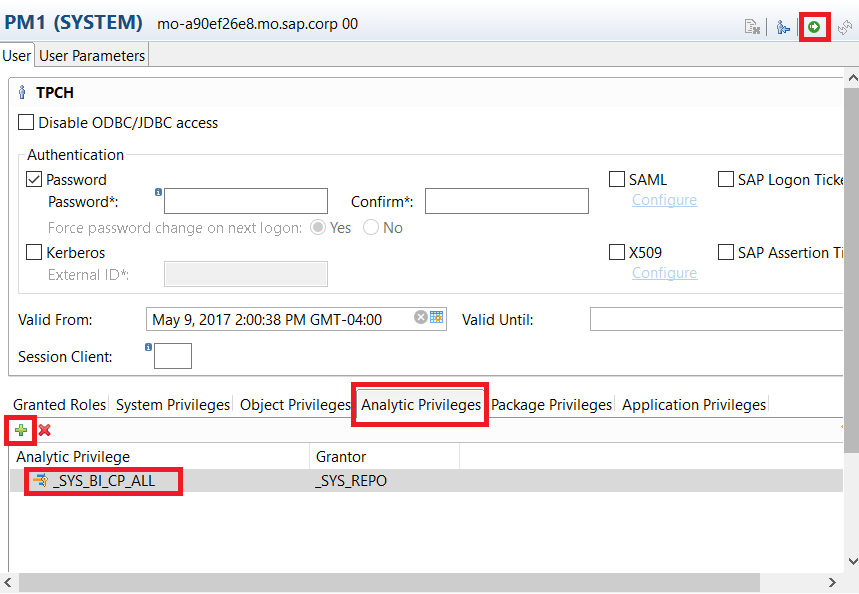 PM1 (SYSTEM) mo-a90ef26e8.mo.sap.corp 00
User User Parameters
TPCH
Disable ODBC/JDBC access
Authentication
Password SAML SAP Logon Ticke
Password*: Confirm*: Configure
Force password change on next logon: Yes No
Kerberos X509 SAP Assertion Ti
External ID*: Configure
Valid From: May 9, 2017 2:00:38 PM GMT-04:00 Valid Until:
Session Client:
Granted Roles System Privileges Object Privileges Analytic Privileges Package Privileges Application Privileges
Analytic Privilege Grantor
_SYS_BI_CP_ALL _SYS_REPO